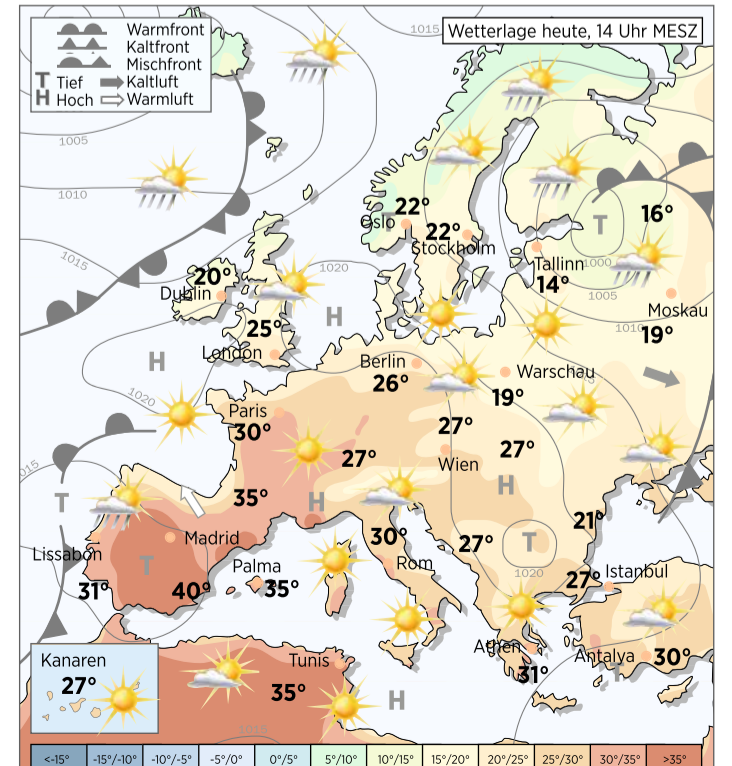 1015
Wetterlage heute, 14 Uhr MESZ
Warmfront
Kaltfront
Mischfront
T Tief Kaltluft
H Hoch Warmluft
1005
1010
1015
22°
Oslo
T
22°
Stockholm
16°
T
1000
Tallinn
14°
1005
Moskau
1010
19°
20°
Dublin
1020
H
25°
London
H
1020
Berlin
26°
Warschau
19°
Paris
30°
27°
27°
27°
Wien
H
1015
T
35°
H
21°
Madrid
Lissabon
T
31°
40°
Palma
35°
30°
Rom
27°
T
1020
27°
Istanbul
Athen
31°
Antalya
30°
H
Kanaren
27°
Tunis
35°
H
1015
<-15°
-15°/-10°
-10°/-5°
-5°/0°
0°/5°
5°/10°
10°/15°
15°/20°
20°/25°
25°/30°
30°/35°
>35°